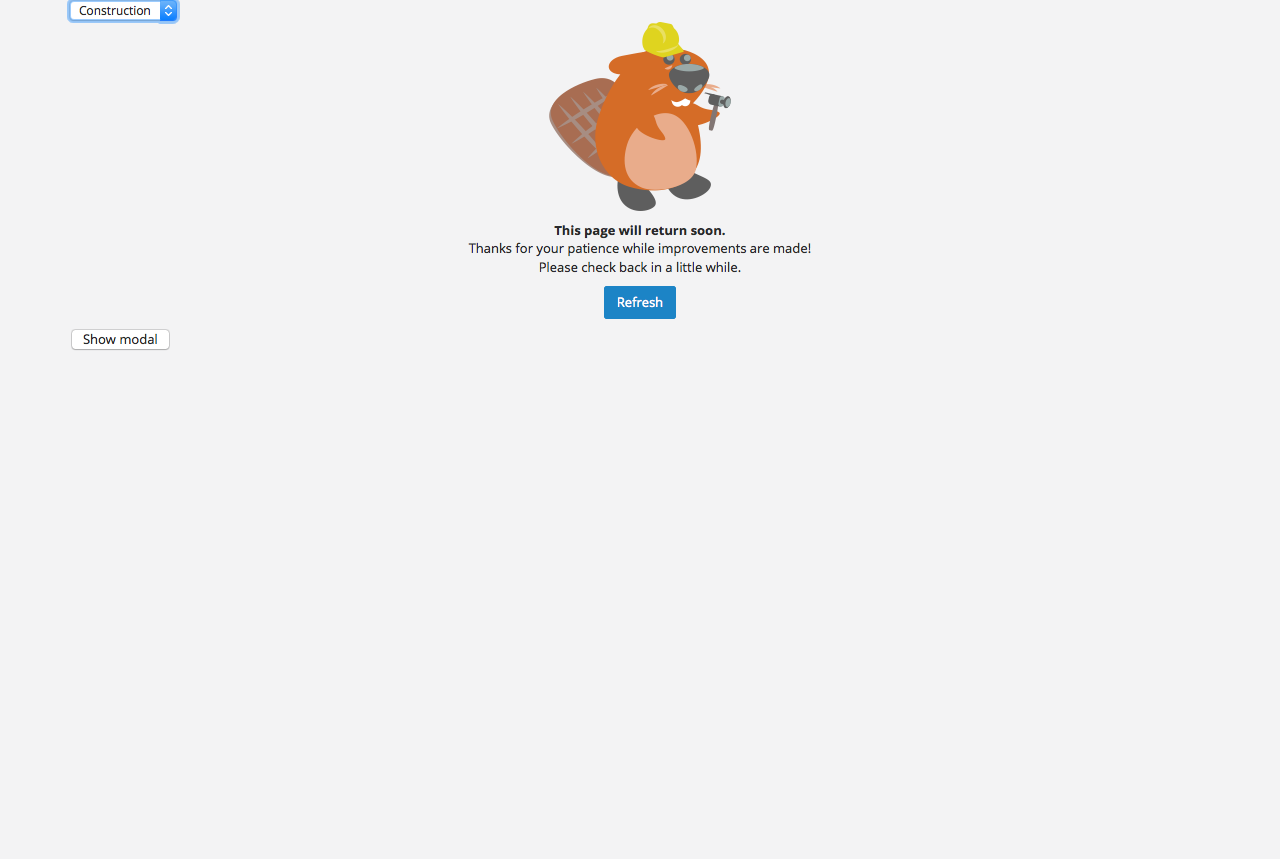 Construction
This page will return soon.
Thanks for your patience while improvements are made!
Please check back in a little while.
Refresh
Show modal